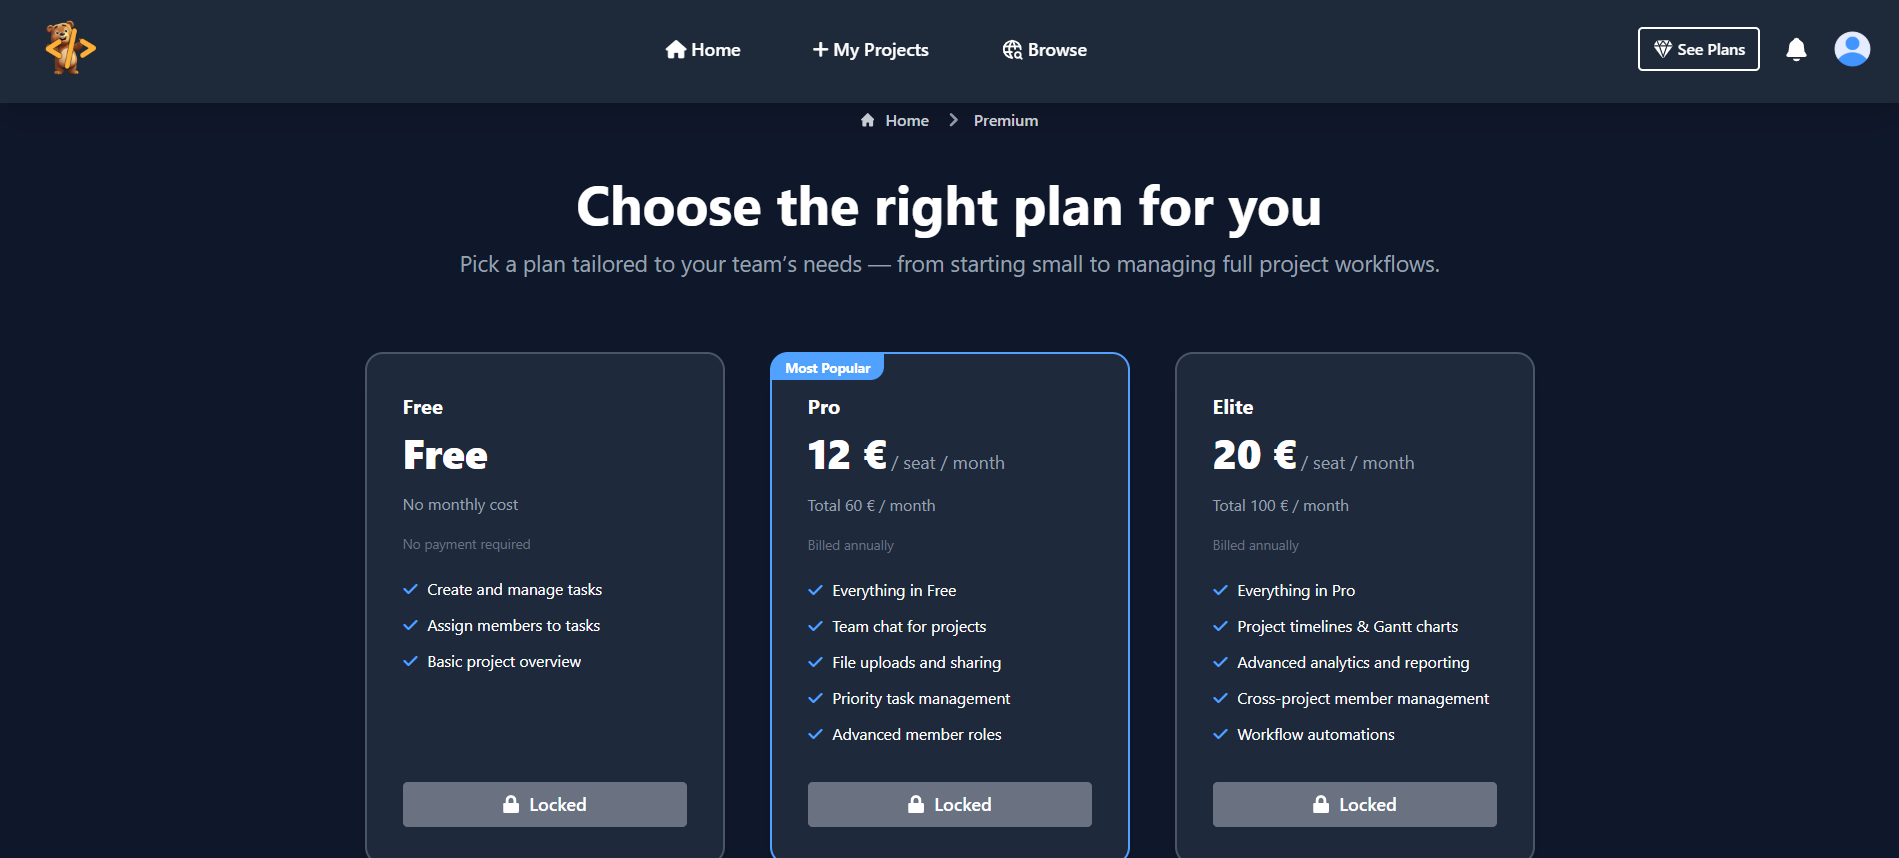 Home
My Projects
Browse
See Plans
Home
Premium
Choose the right plan for you
Pick a plan tailored to your team’s needs — from starting small to managing full project workflows.
Free
Free
No monthly cost
No payment required
Create and manage tasks
Assign members to tasks
Basic project overview
Locked
Most Popular
Pro
12 € / seat / month
Total 60 € / month
Billed annually
Everything in Free
Team chat for projects
File uploads and sharing
Priority task management
Advanced member roles
Locked
Elite
20 € / seat / month
Total 100 € / month
Billed annually
Everything in Pro
Project timelines & Gantt charts
Advanced analytics and reporting
Cross-project member management
Workflow automations
Locked